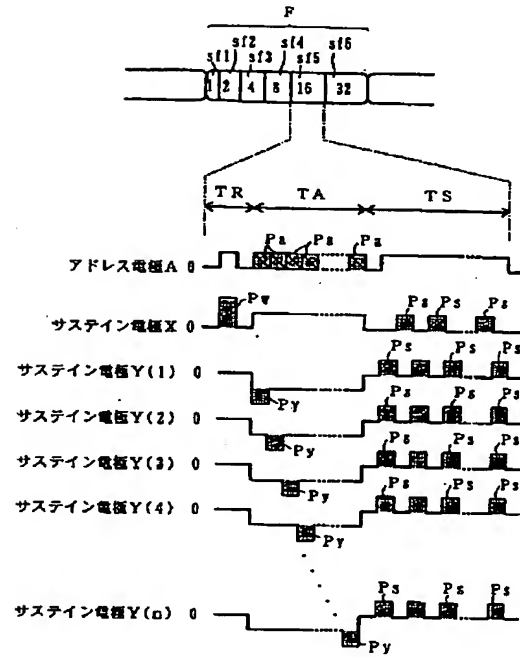 F
sf1 sf2 sf3 sf4 sf5 sf6
1 2 4 8 16 32
TR TA TS
Pa Pa Pa
アドレス電極A 0
Pw
サステイン電極X 0
Ps Ps Ps
サステイン電極Y(1) 0
Ps Ps Ps Ps
Py
サステイン電極Y(2) 0
Ps Ps Ps Ps
Py
サステイン電極Y(3) 0
Ps Ps Ps Ps
Py
サステイン電極Y(4) 0
Ps Ps Ps Ps
Py
サステイン電極Y(n) 0
Ps Ps Ps
Py